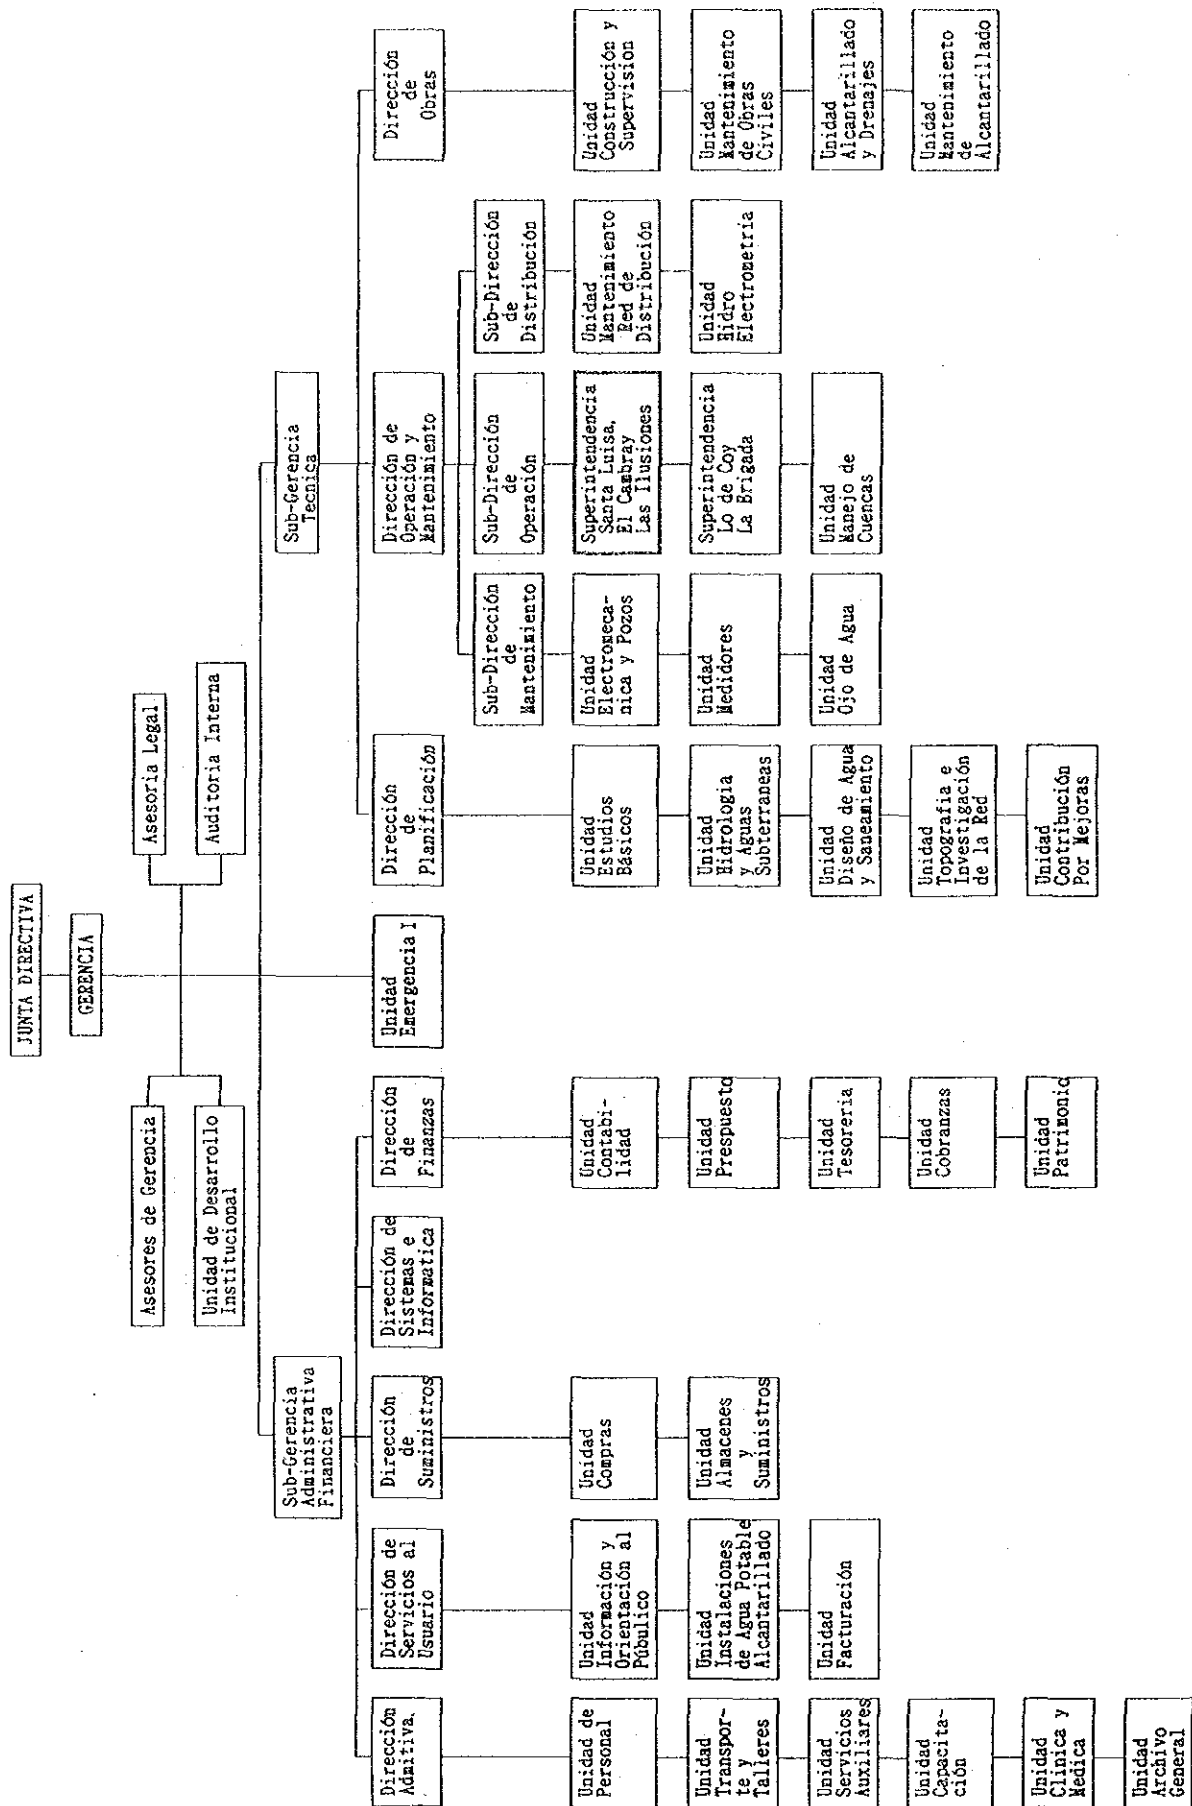 JUNTA DIRECTIVA
GERENCIA
Asesores de Gerencia
Asesoria Legal
Unidad de Desarrollo
Institucional
Auditoria Interna
Sub-Gerencia
Administrativa
Financiera
Sub-Gerencia
Tecnica
Dirección
Admitiva.
Dirección de
Servicios al
Usuario
Dirección
de
Suministros
Dirección de
Sistemas e
Informatica
Dirección
de
Finanzas
Unidad
Emergencia I
Dirección
de
Planificación
Dirección de
Operación y
Mantenimiento
Dirección
de
Obras
Sub-Dirección
de
Mantenimiento
Sub-Dirección
de
Operación
Sub-Dirección
de
Distribución
Unidad de
Personal
Unidad
Transpor-
te y
Talleres
Unidad
Servicios
Auxiliares
Unidad
Capacita-
ción
Unidad
Clinica y
Medica
Unidad
Archivo
General
Unidad
Información y
Orientación al
Púbulico
Unidad
Instalaciones
de Agua Potable
Alcantarillado
Unidad
Facturación
Unidad
Compras
Unidad
Almacenes
y
Suministros
Unidad
Contabi-
lidad
Unidad
Prespuesto
Unidad
Tesoreria
Unidad
Cobranzas
Unidad
Patrimonio
Unidad
Estudios
Básicos
Unidad
Hidrologia
y Aguas
Subterraneas
Unidad
Diseño de Agua
y Saneamiento
Unidad
Topografia e
Investigación
de la Red
Unidad
Contribución
Por Mejoras
Unidad
Electromeca-
nica y Pozos
Unidad
Medidores
Unidad
Ojo de Agua
Superintendencia
Santa Luisa,
El Cambray
Las Ilusiones
Superintendencia
Lo de Coy
La Brigada
Unidad
Manejo de
Cuencas
Unidad
Mantenimiento
Red de
Distribución
Unidad
Hidro
Electrometria
Unidad
Construcción y
Supervision
Unidad
Mantenimiento
de Obras
Civiles
Unidad
Alcantarillado
y Drenajes
Unidad
Mantenimiento
de
Alcantarillado